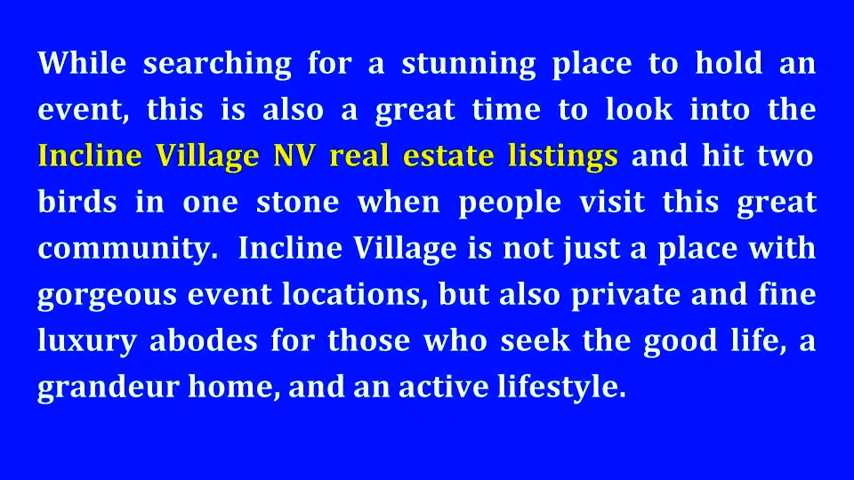 While searching for a stunning place to hold an
event, this is also a great time to look into the
Incline Village NV real estate listings and hit two
birds in one stone when people visit this great
community.  Incline Village is not just a place with
gorgeous event locations, but also private and fine
luxury abodes for those who seek the good life, a
grandeur home, and an active lifestyle.